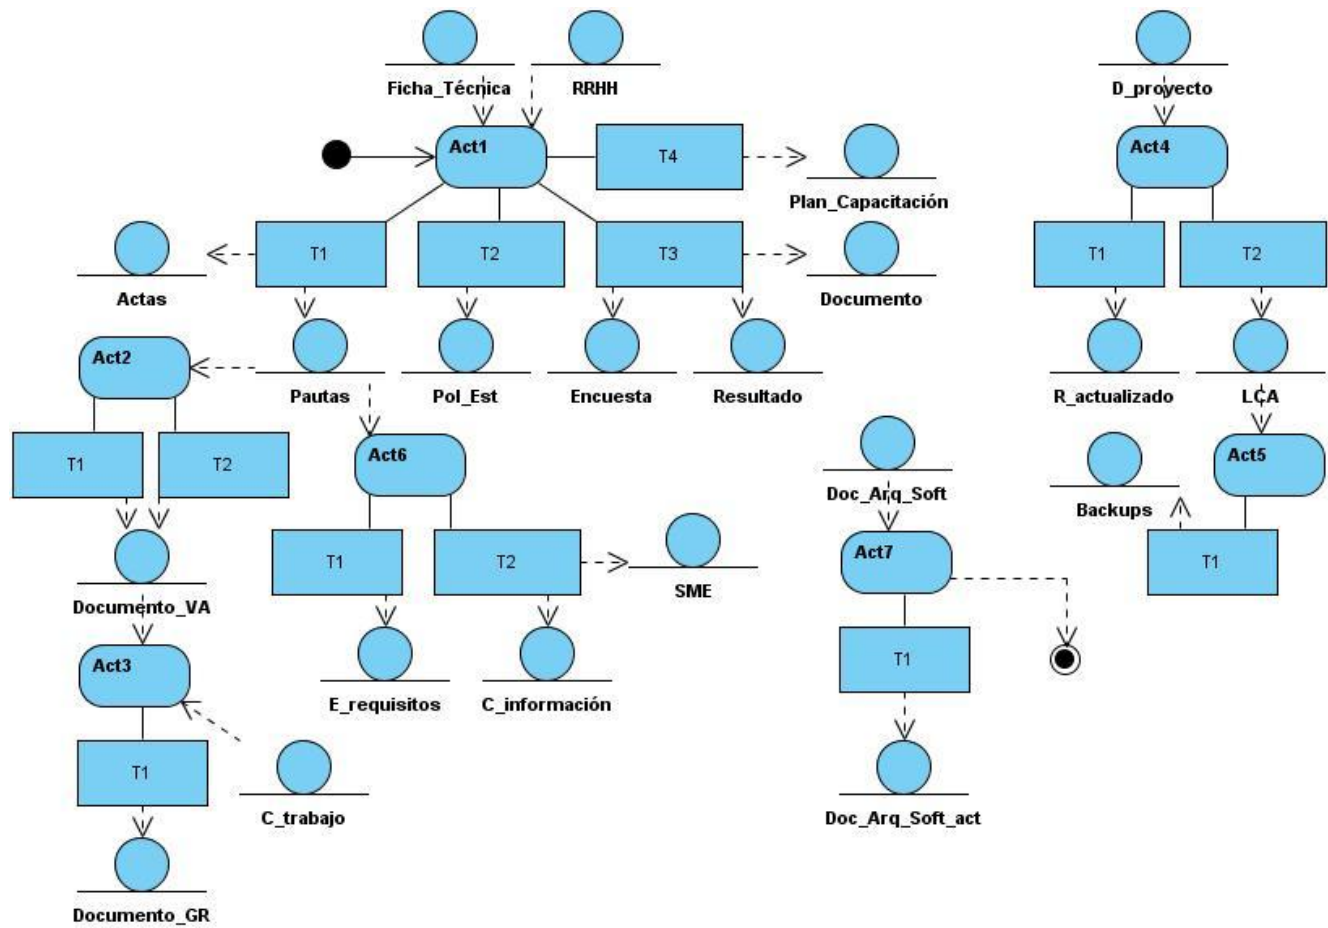 Ficha_Técnica
RRHH
D_proyecto
Act1
T4
Act4
Plan_Capacitación
T1
T2
T3
T1
T2
Actas
Documento
Act2
Pautas
Pol_Est
Encuesta
Resultado
R_actualizado
LCA
T1
T2
Act6
Doc_Arq_Soft
Act5
Backups
T1
T2
SME
Act7
T1
Documento_VA
Act3
E_requisitos
C_información
T1
T1
C_trabajo
Doc_Arq_Soft_act
Documento_GR